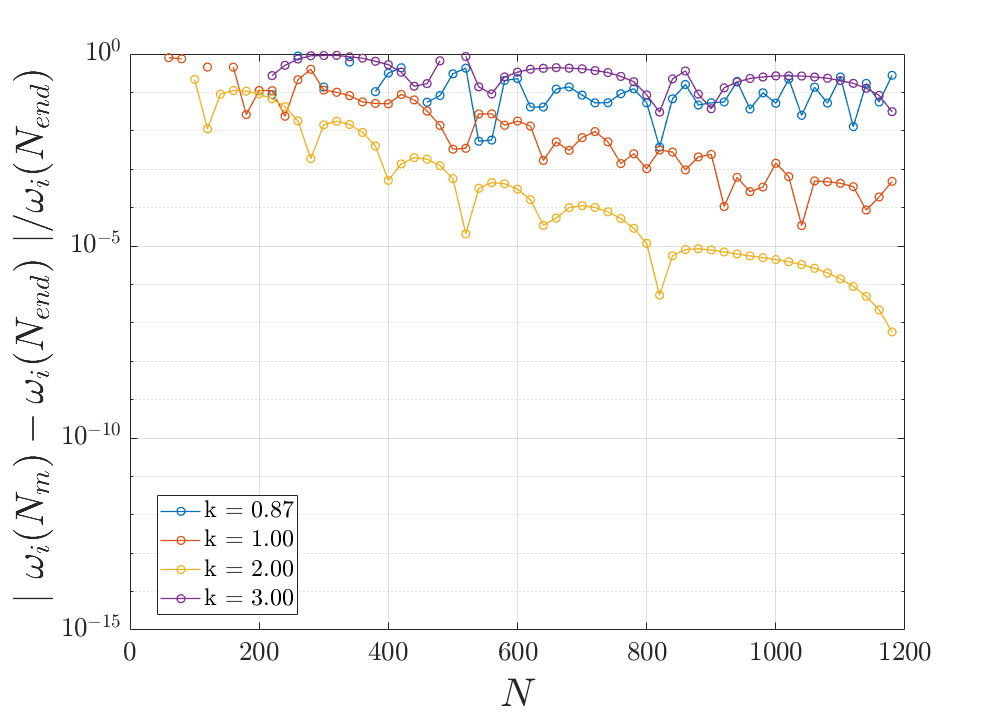 | ω_i(N_m) − ω_i(N_end) |/ω_i(N_end)
10^0
10^-5
10^-10
10^-15
k = 0.87
k = 1.00
k = 2.00
k = 3.00
0 200 400 600 800 1000 1200
N